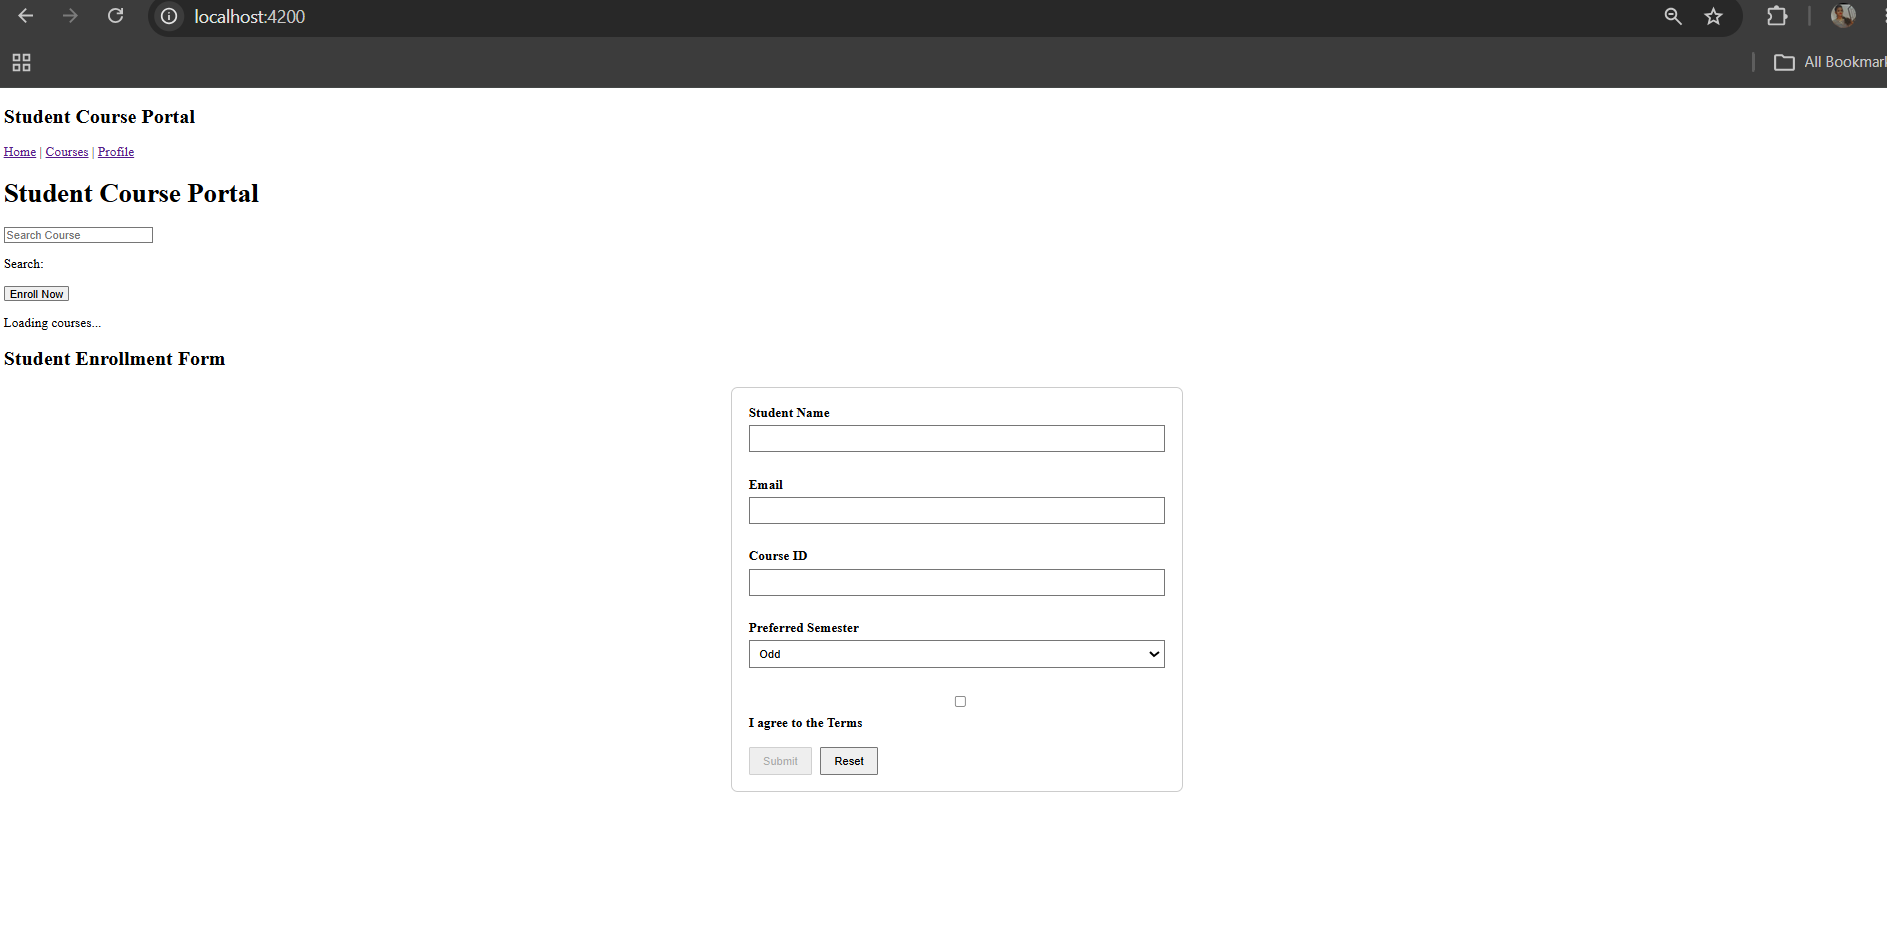 localhost:4200
All Bookmar
Student Course Portal
Home | Courses | Profile
Student Course Portal
Search Course
Search:
Enroll Now
Loading courses...
Student Enrollment Form
Student Name
Email
Course ID
Preferred Semester
Odd
I agree to the Terms
Submit Reset